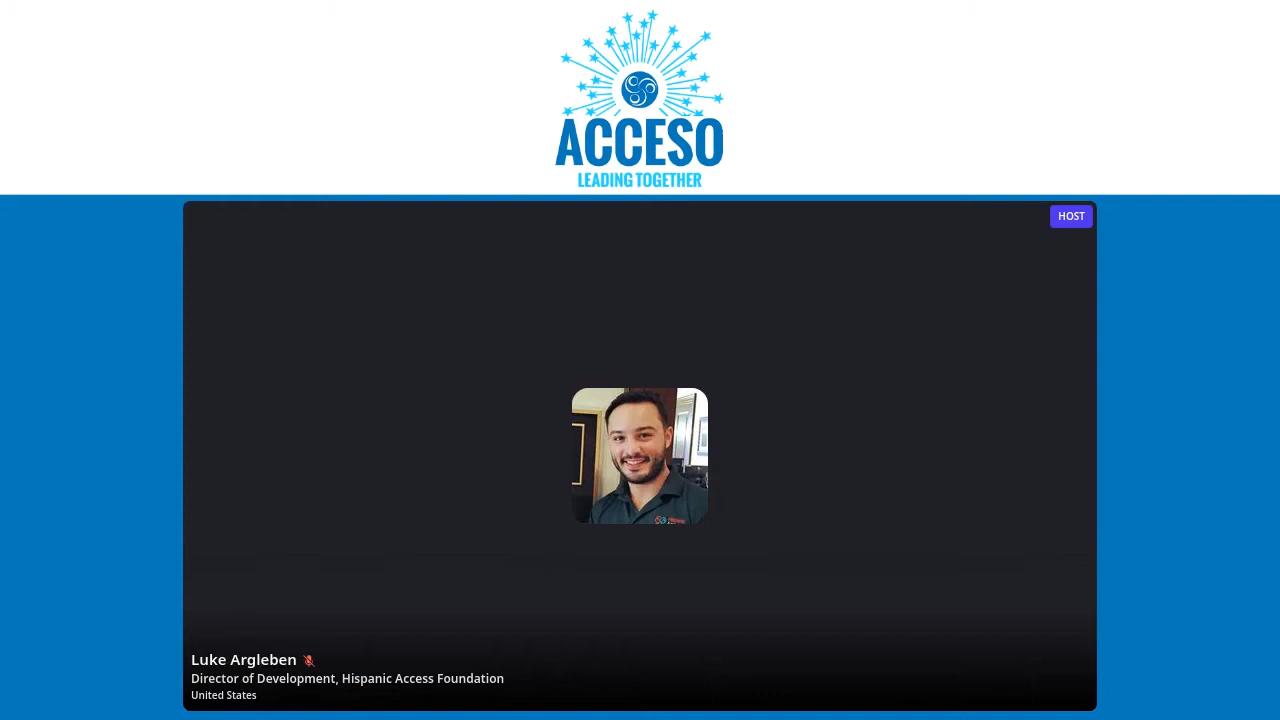 ACCESO
LEADING TOGETHER
HOST
Luke Argleben
Director of Development, Hispanic Access Foundation
United States